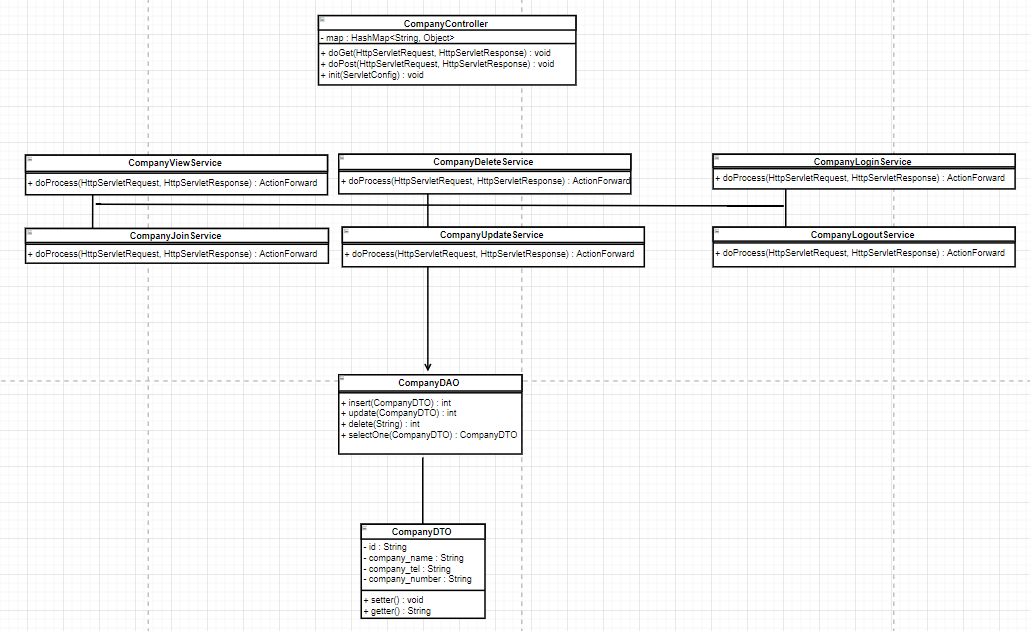 CompanyController
- map : HashMap<String, Object>
+ doGet(HttpServletRequest, HttpServletResponse) : void
+ doPost(HttpServletRequest, HttpServletResponse) : void
+ init(ServletConfig) : void
CompanyViewService
+ doProcess(HttpServletRequest, HttpServletResponse) : ActionForward
CompanyDeleteService
+ doProcess(HttpServletRequest, HttpServletResponse) : ActionForward
CompanyLoginService
+ doProcess(HttpServletRequest, HttpServletResponse) : ActionForward
CompanyJoinService
+ doProcess(HttpServletRequest, HttpServletResponse) : ActionForward
CompanyUpdateService
+ doProcess(HttpServletRequest, HttpServletResponse) : ActionForward
CompanyLogoutService
+ doProcess(HttpServletRequest, HttpServletResponse) : ActionForward
CompanyDAO
+ insert(CompanyDTO) : int
+ update(CompanyDTO) : int
+ delete(String) : int
+ selectOne(CompanyDTO) : CompanyDTO
CompanyDTO
- id : String
- company_name : String
- company_tel : String
- company_number : String
+ setter() : void
+ getter() : String